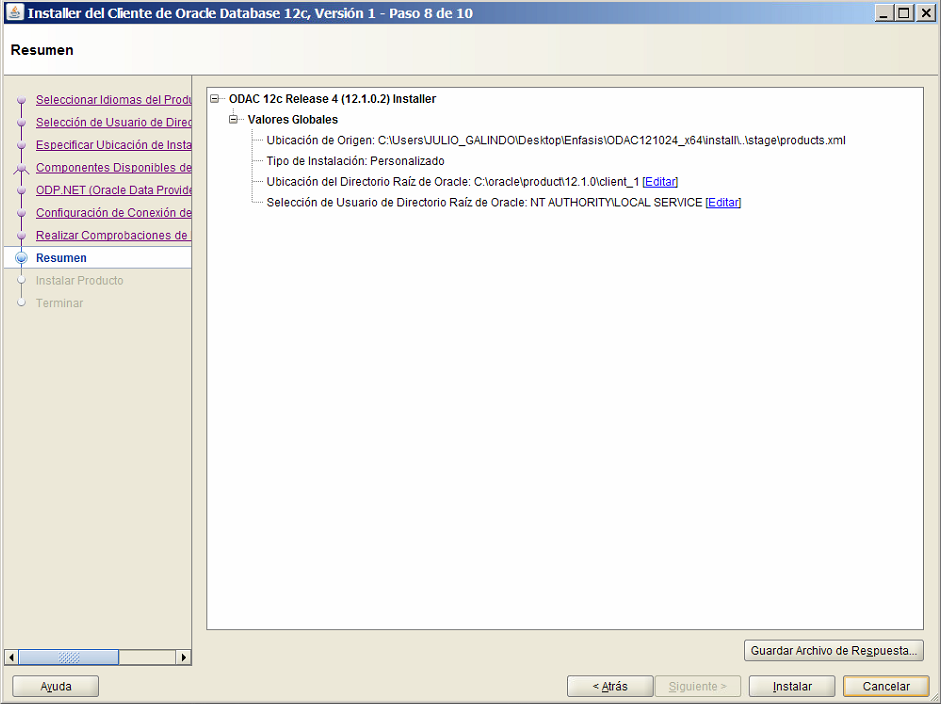 Installer del Cliente de Oracle Database 12c, Versión 1 - Paso 8 de 10
Resumen
Seleccionar Idiomas del Produ
Selección de Usuario de Direc
Especificar Ubicación de Insta
Componentes Disponibles de
ODP.NET (Oracle Data Provide
Configuración de Conexión de
Realizar Comprobaciones de
Resumen
Instalar Producto
Terminar
ODAC 12c Release 4 (12.1.0.2) Installer
Valores Globales
Ubicación de Origen: C:\Users\JULIO_GALINDO\Desktop\Enfasis\ODAC121024_x64\install\..\stage\products.xml
Tipo de Instalación: Personalizado
Ubicación del Directorio Raíz de Oracle: C:\oracle\product\12.1.0\client_1 [Editar]
Selección de Usuario de Directorio Raíz de Oracle: NT AUTHORITY\LOCAL SERVICE [Editar]
Guardar Archivo de Respuesta...
Ayuda
< Atrás
Siguiente >
Instalar
Cancelar